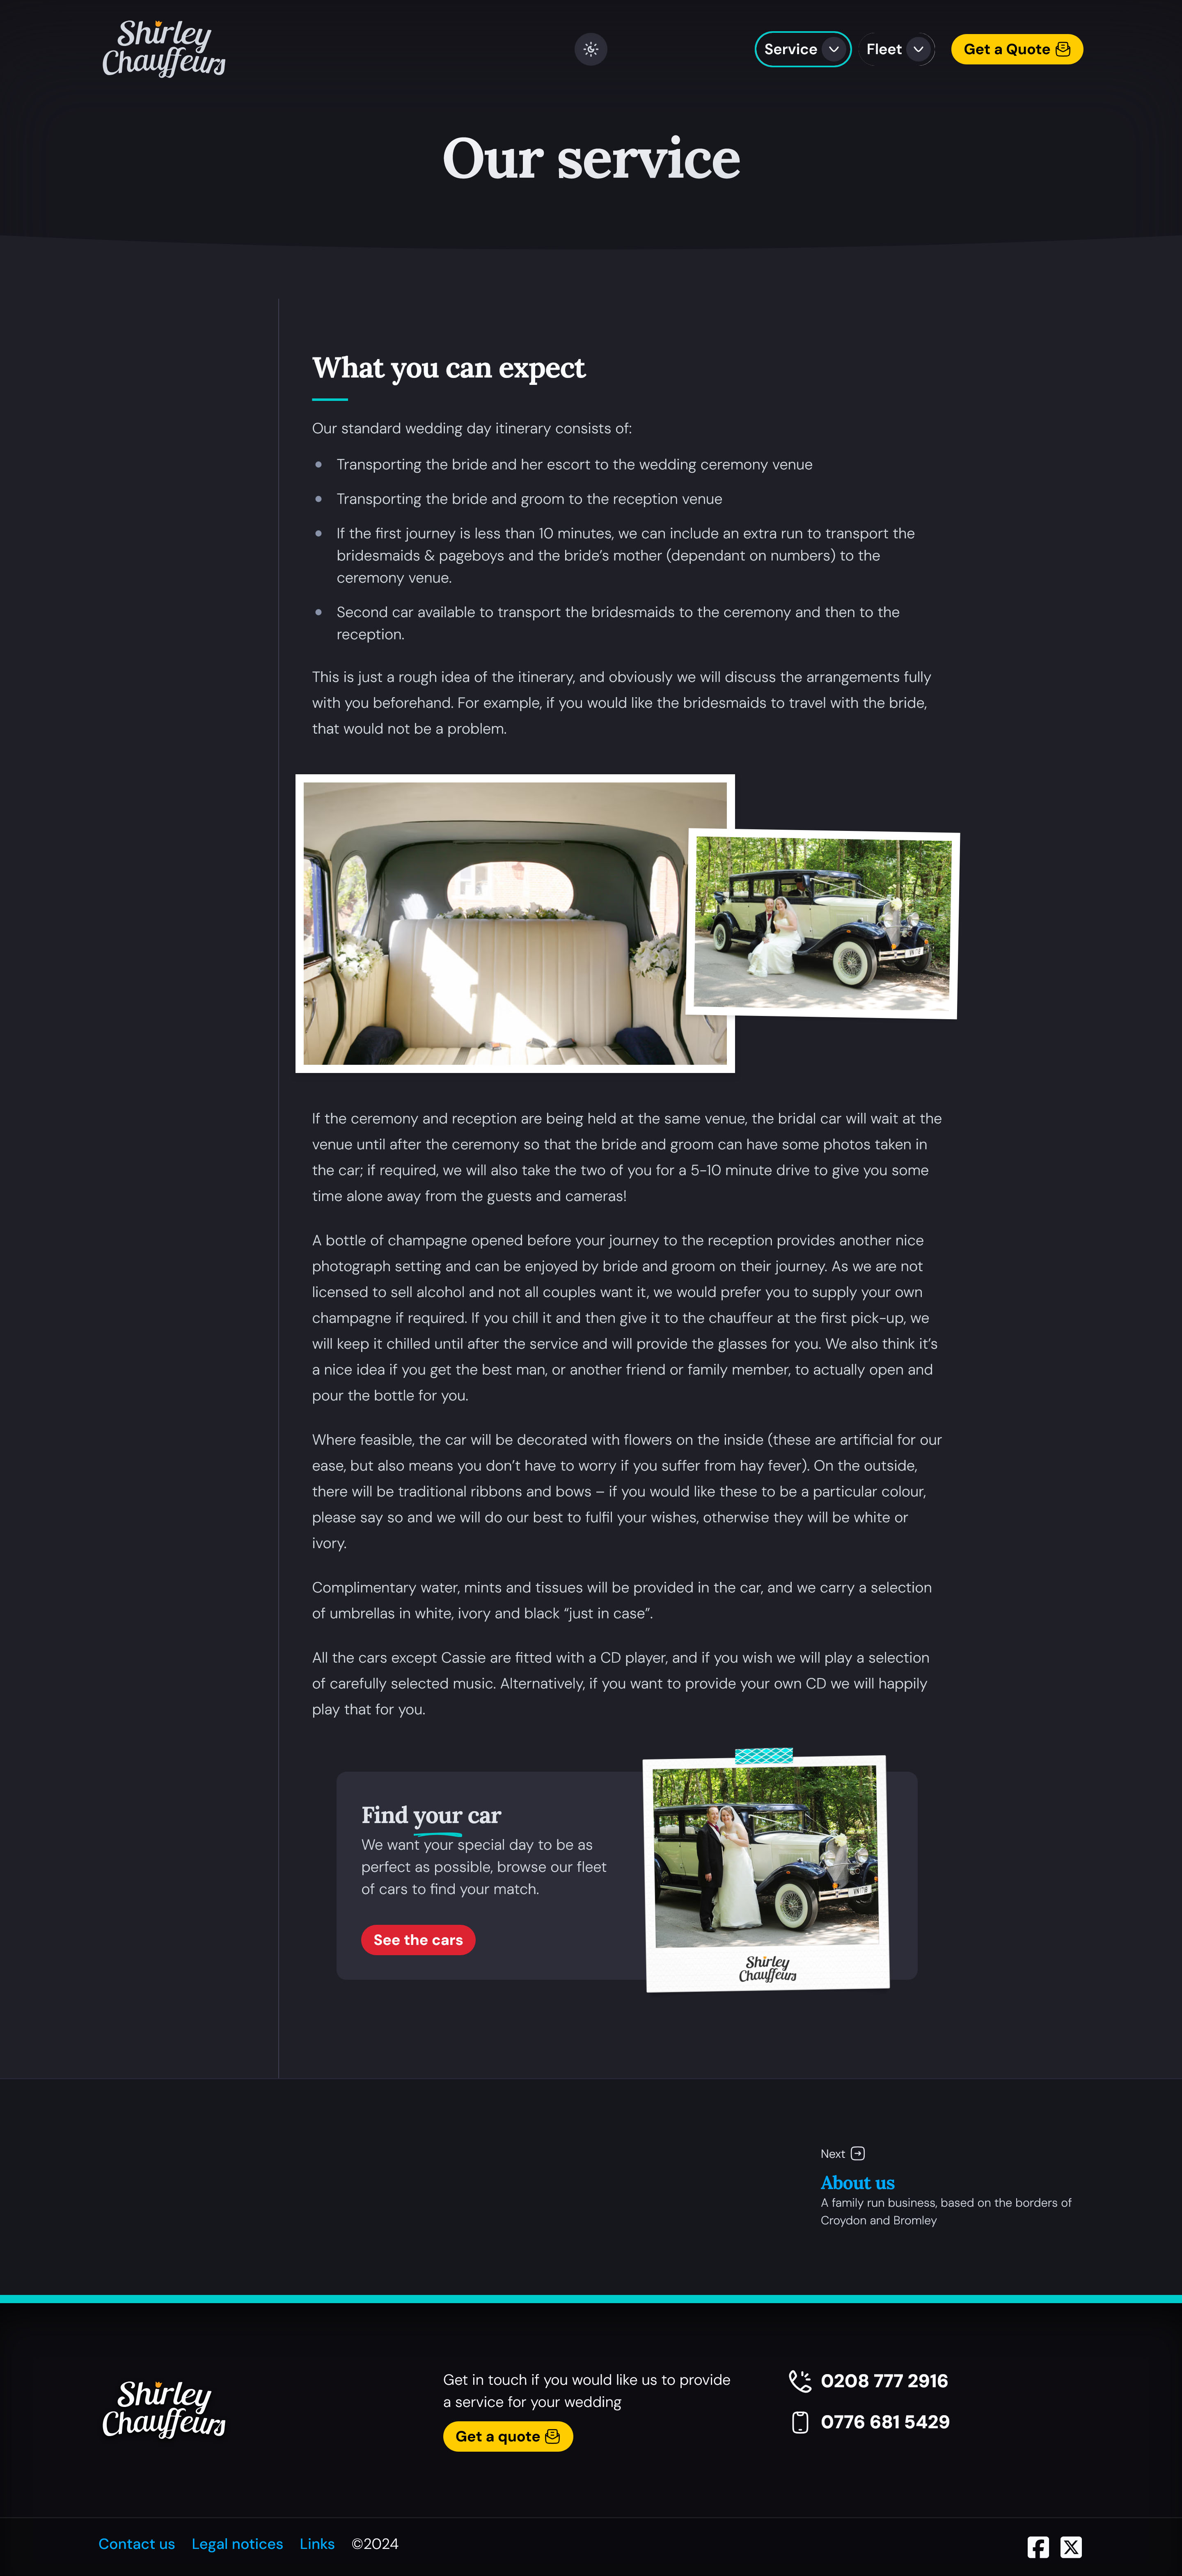 Shirley
Chauffeurs
Service
Fleet
Get a Quote
Our service
What you can expect
Our standard wedding day itinerary consists of:
Transporting the bride and her escort to the wedding ceremony venue
Transporting the bride and groom to the reception venue
If the first journey is less than 10 minutes, we can include an extra run to transport the
bridesmaids & pageboys and the bride’s mother (dependant on numbers) to the
ceremony venue.
Second car available to transport the bridesmaids to the ceremony and then to the
reception.
This is just a rough idea of the itinerary, and obviously we will discuss the arrangements fully
with you beforehand. For example, if you would like the bridesmaids to travel with the bride,
that would not be a problem.
If the ceremony and reception are being held at the same venue, the bridal car will wait at the
venue until after the ceremony so that the bride and groom can have some photos taken in
the car; if required, we will also take the two of you for a 5-10 minute drive to give you some
time alone away from the guests and cameras!
A bottle of champagne opened before your journey to the reception provides another nice
photograph setting and can be enjoyed by bride and groom on their journey. As we are not
licensed to sell alcohol and not all couples want it, we would prefer you to supply your own
champagne if required. If you chill it and then give it to the chauffeur at the first pick-up, we
will keep it chilled until after the service and will provide the glasses for you. We also think it’s
a nice idea if you get the best man, or another friend or family member, to actually open and
pour the bottle for you.
Where feasible, the car will be decorated with flowers on the inside (these are artificial for our
ease, but also means you don’t have to worry if you suffer from hay fever). On the outside,
there will be traditional ribbons and bows – if you would like these to be a particular colour,
please say so and we will do our best to fulfil your wishes, otherwise they will be white or
ivory.
Complimentary water, mints and tissues will be provided in the car, and we carry a selection
of umbrellas in white, ivory and black “just in case”.
All the cars except Cassie are fitted with a CD player, and if you wish we will play a selection
of carefully selected music. Alternatively, if you want to provide your own CD we will happily
play that for you.
Find your car
We want your special day to be as
perfect as possible, browse our fleet
of cars to find your match.
See the cars
Shirley
Chauffeurs
Next
About us
A family run business, based on the borders of
Croydon and Bromley
Shirley
Chauffeurs
Get in touch if you would like us to provide
a service for your wedding
Get a quote
0208 777 2916
0776 681 5429
Contact us
Legal notices
Links
©2024